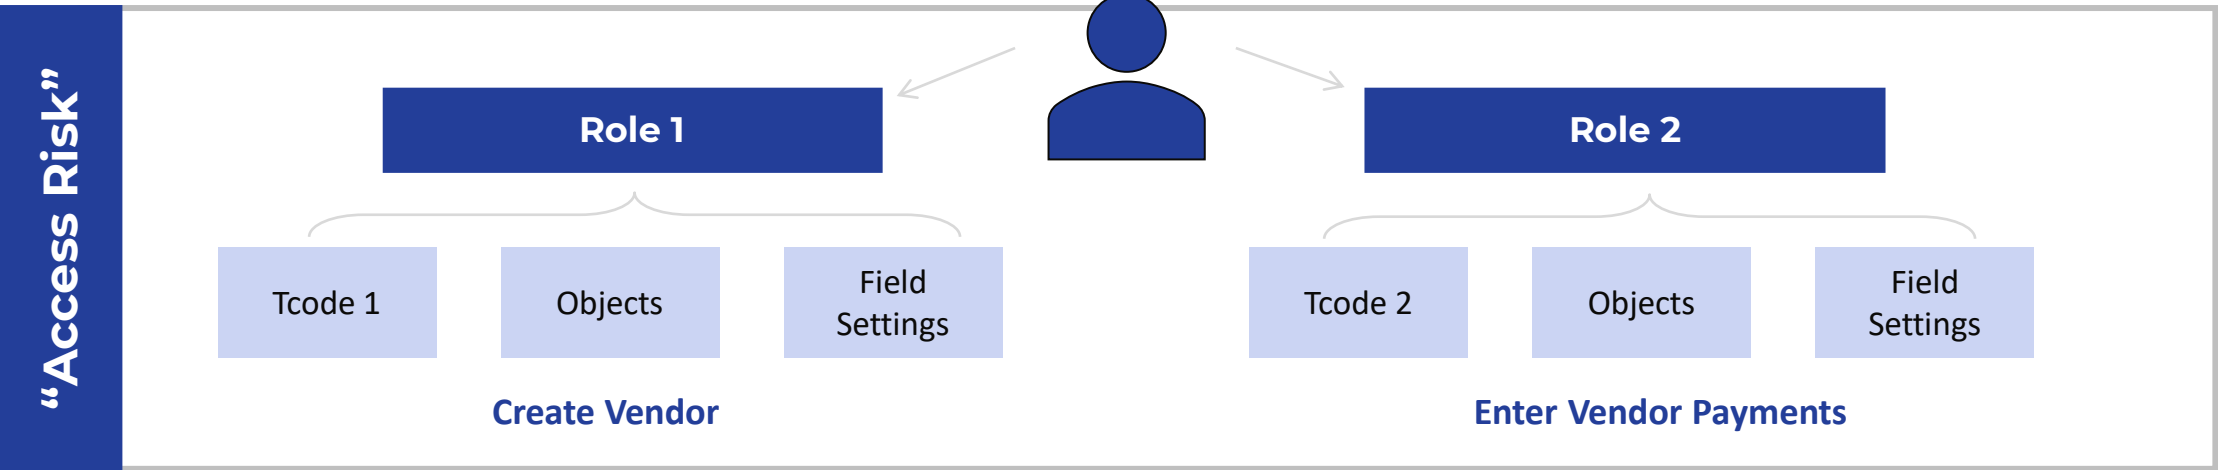 “Access Risk”
Role 1
Role 2
Tcode 1
Objects
Field
Settings
Tcode 2
Objects
Field
Settings
Create Vendor
Enter Vendor Payments